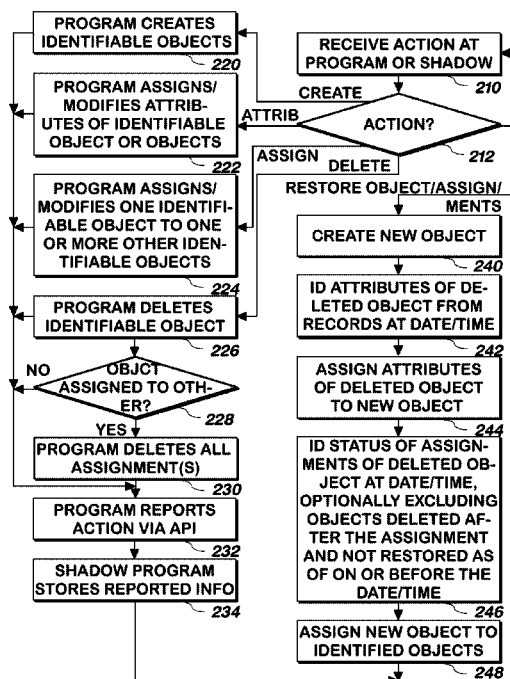 PROGRAM CREATES
IDENTIFIABLE OBJECTS
220
PROGRAM ASSIGNS/
MODIFIES ATTRIB-
UTES OF IDENTIFIABLE
OBJECT OR OBJECTS
222
PROGRAM ASSIGNS/
MODIFIES ONE IDENTIFI-
ABLE OBJECT TO ONE
OR MORE OTHER IDEN-
TIFIABLE OBJECTS
224
PROGRAM DELETES
IDENTIFIABLE OBJECT
226
NO
OBJCT
ASSIGNED TO OTH-
ER?
228
YES
PROGRAM DELETES ALL
ASSIGNMENT(S)
230
PROGRAM REPORTS
ACTION VIA API
232
SHADOW PROGRAM
STORES REPORTED INFO
234
RECEIVE ACTION AT
PROGRAM OR SHADOW
210
CREATE
ATTRIB
ACTION?
212
ASSIGN
DELETE
RESTORE OBJECT/ASSIGN/
MENTS
CREATE NEW OBJECT
240
ID ATTRIBUTES OF DE-
LETED OBJECT FROM
RECORDS AT DATE/TIME
242
ASSIGN ATTRIBUTES
OF DELETED OBJECT
TO NEW OBJECT
244
ID STATUS OF ASSIGN-
MENTS OF DELETED OB-
JECT AT DATE/TIME,
OPTIONALLY EXCLUDING
OBJECTS DELETED AF-
TER THE ASSIGNMENT
AND NOT RESTORED AS
OF ON OR BEFORE THE
DATE/TIME
246
ASSIGN NEW OBJECT TO
IDENTIFIED OBJECTS
248